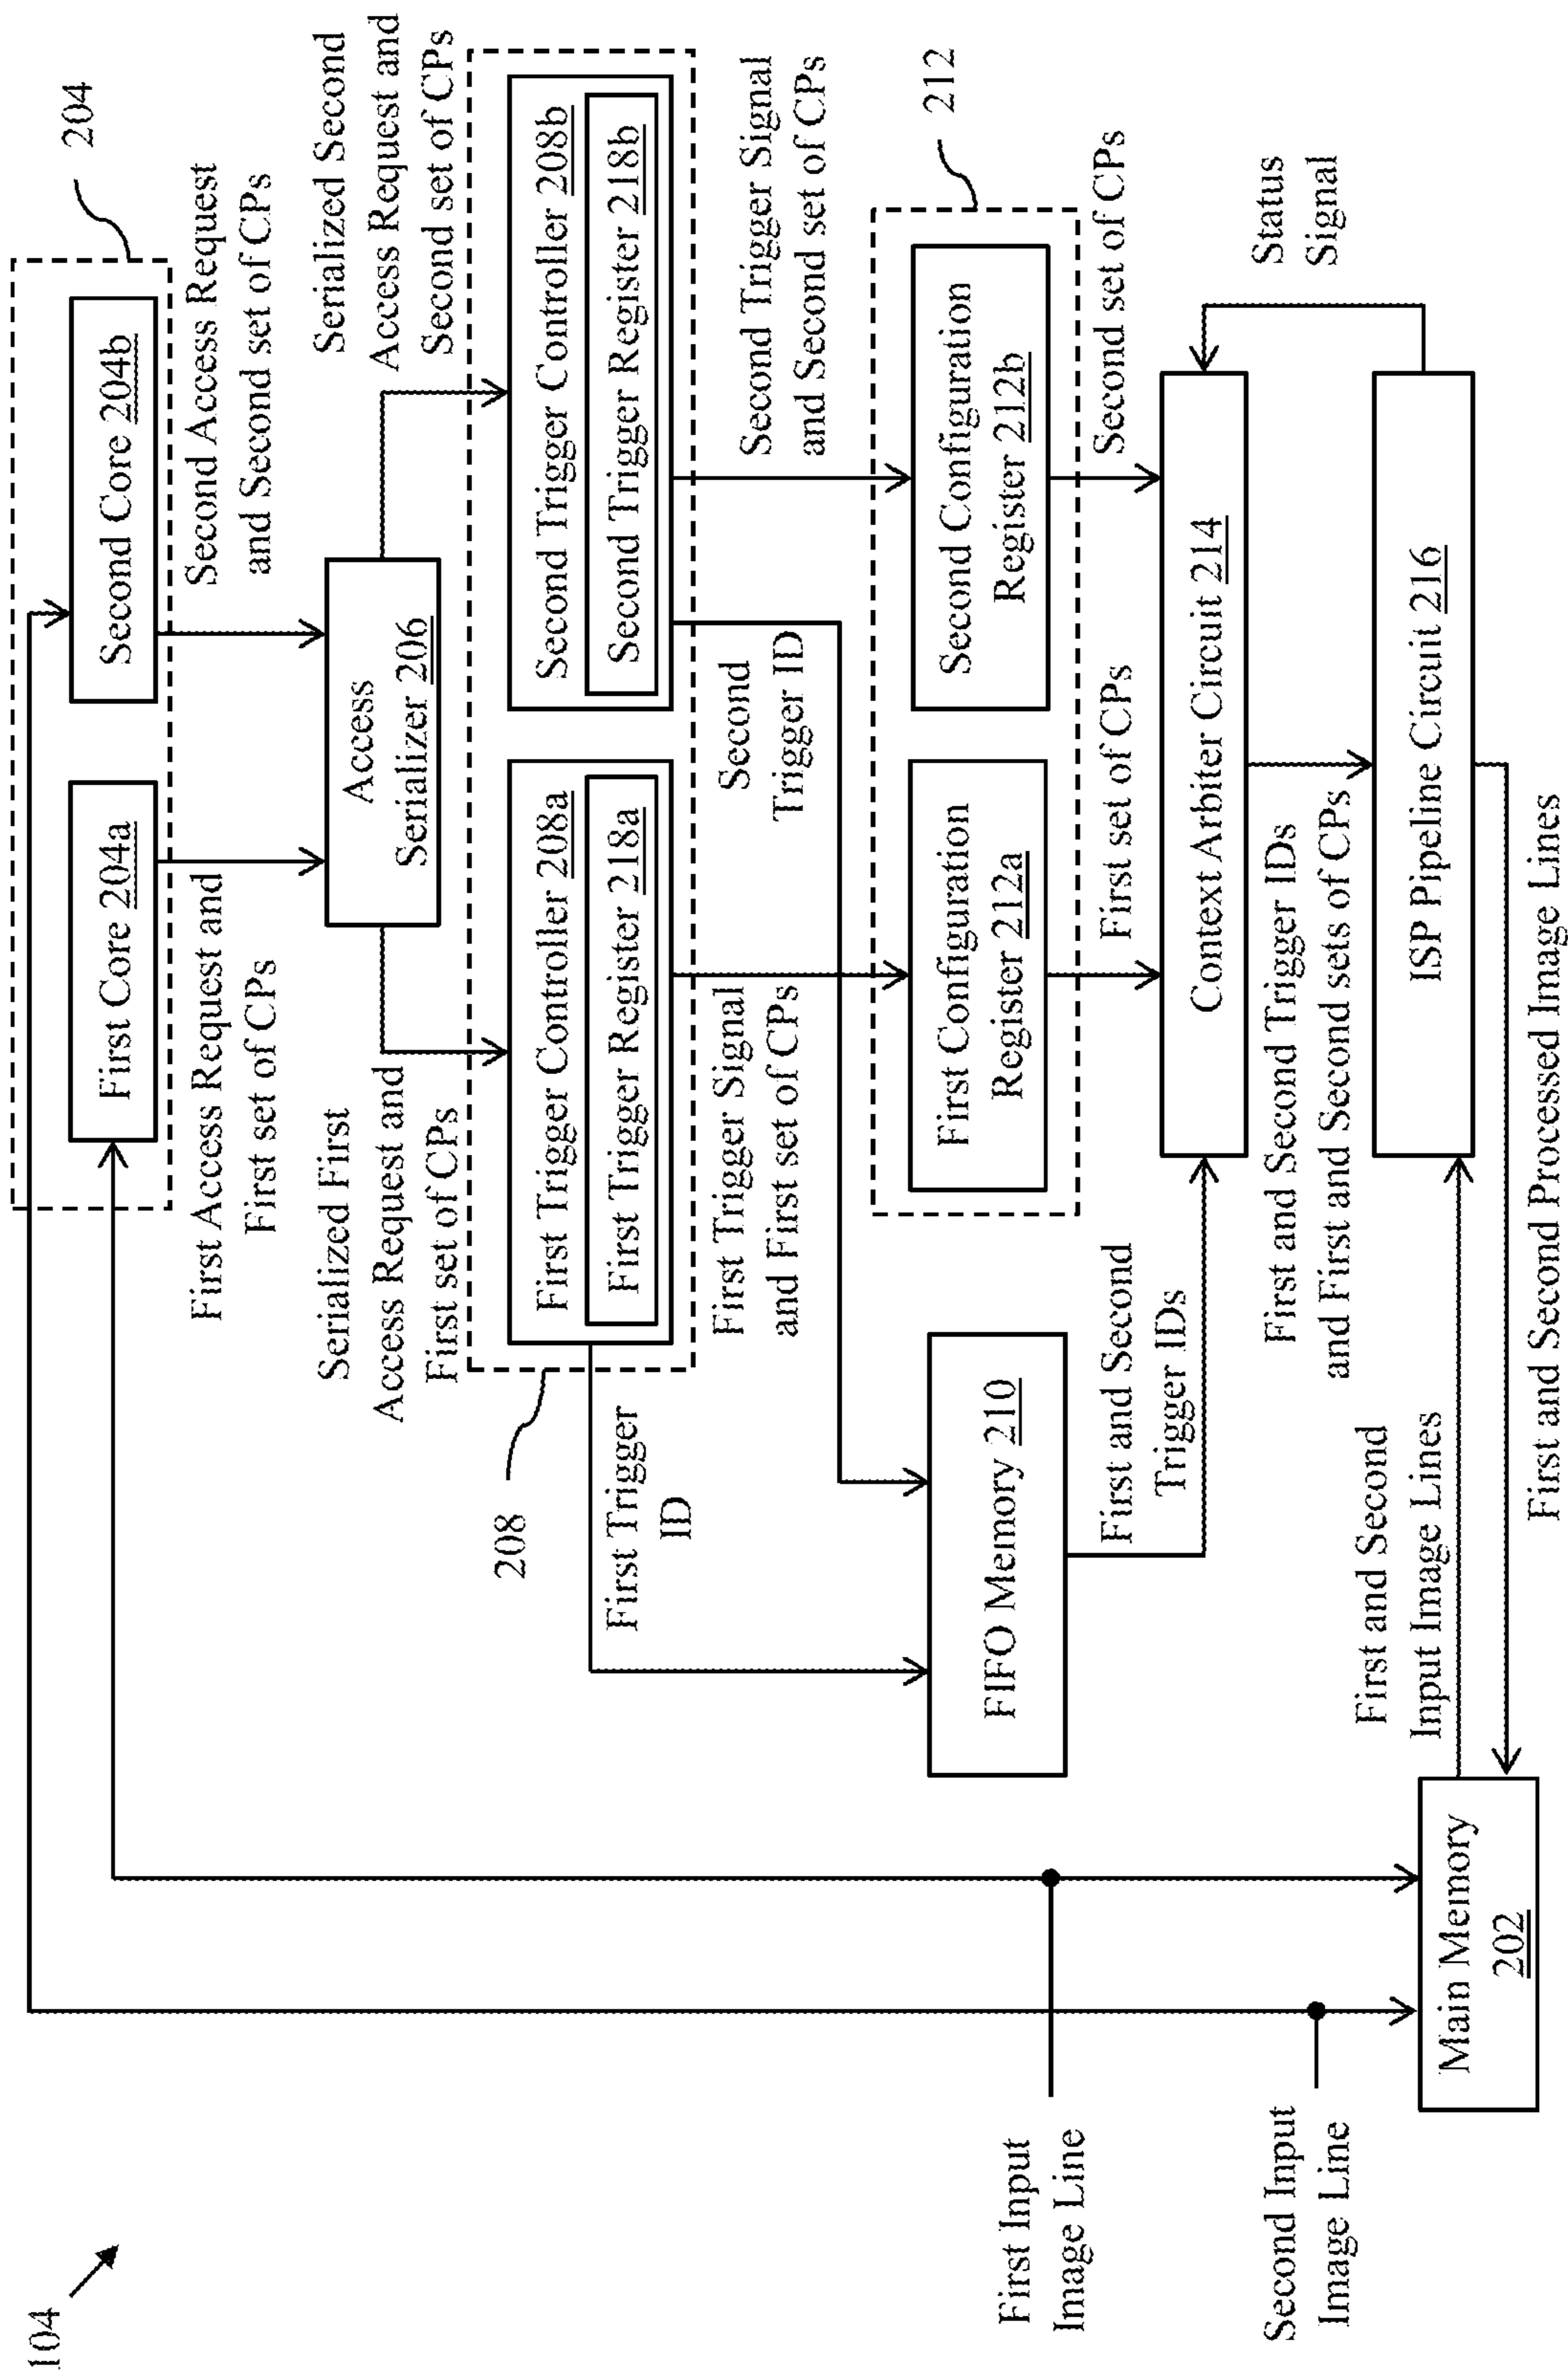 104
204
First Core 204a
Second Core 204b
First Access Request and
First set of CPs
Second Access Request
and Second set of CPs
Access
Serializer 206
Serialized First
Access Request and
First set of CPs
Serialized Second
Access Request and
Second set of CPs
208
First Trigger Controller 208a
First Trigger Register 218a
Second Trigger Controller 208b
Second Trigger Register 218b
First Trigger
ID
First Trigger Signal
and First set of CPs
Second
Trigger ID
Second Trigger Signal
and Second set of CPs
212
FIFO Memory 210
First Configuration
Register 212a
Second Configuration
Register 212b
First Input
Image Line
First and Second
Trigger IDs
First set of CPs
Second set of CPs
Context Arbiter Circuit 214
Status
Signal
Second Input
Image Line
First and Second Trigger IDs
and First and Second sets of CPs
First and Second
Input Image Lines
ISP Pipeline Circuit 216
Main Memory
202
First and Second Processed Image Lines